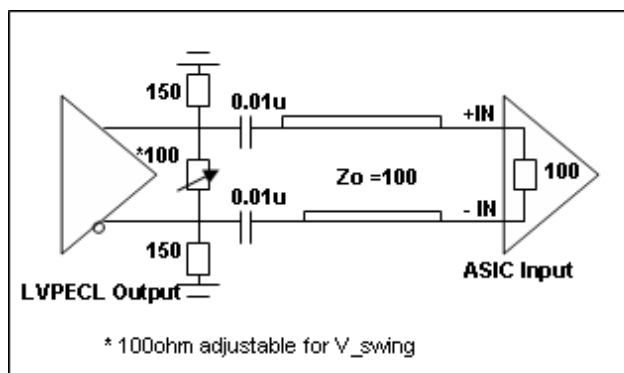 150
0.01u
+IN
*100
Zo =100
100
0.01u
- IN
150
LVPECL Output
ASIC Input
* 100ohm adjustable for V_swing